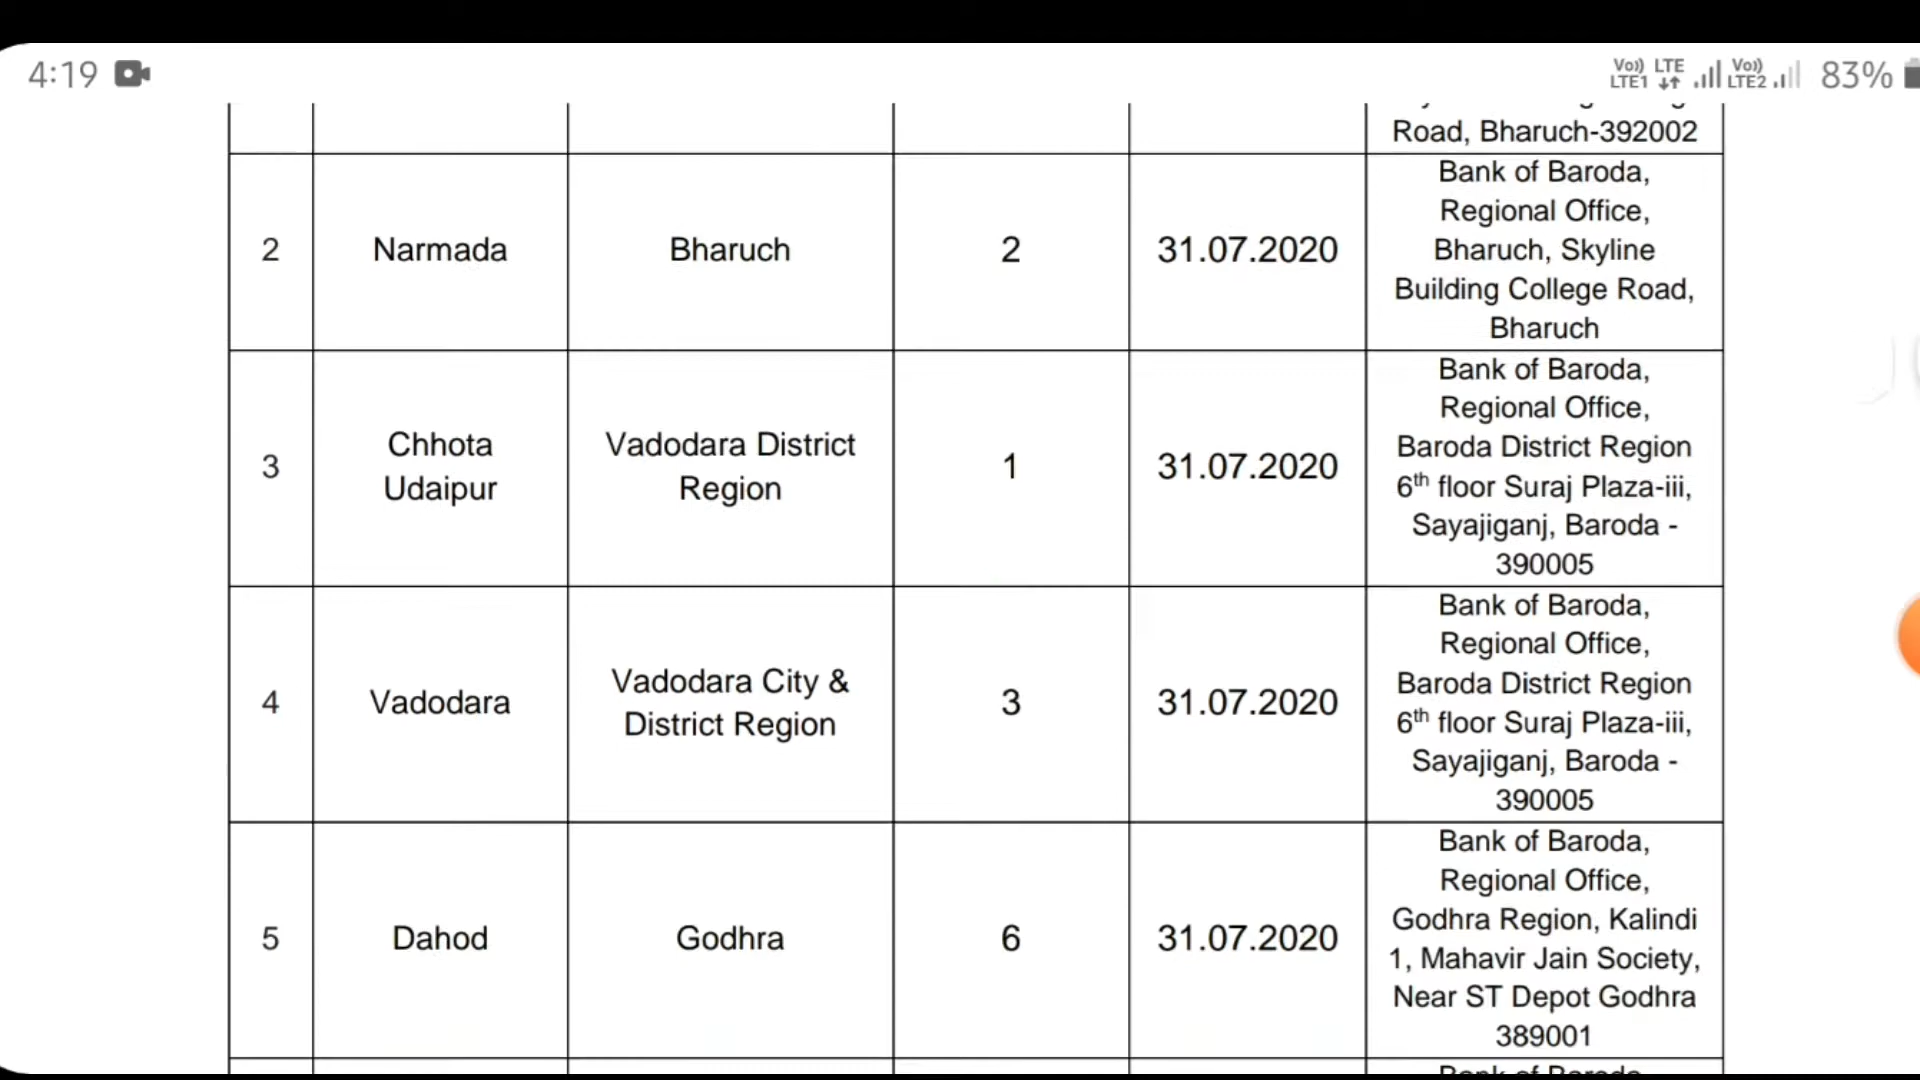 4:19
Vo)) LTE
LTE1
Vo))
LTE2
83%
Road, Bharuch-392002
2
Narmada
Bharuch
2
31.07.2020
Bank of Baroda,
Regional Office,
Bharuch, Skyline
Building College Road,
Bharuch
3
Chhota
Udaipur
Vadodara District
Region
1
31.07.2020
Bank of Baroda,
Regional Office,
Baroda District Region
6th floor Suraj Plaza-iii,
Sayajiganj, Baroda -
390005
4
Vadodara
Vadodara City &
District Region
3
31.07.2020
Bank of Baroda,
Regional Office,
Baroda District Region
6th floor Suraj Plaza-iii,
Sayajiganj, Baroda -
390005
5
Dahod
Godhra
6
31.07.2020
Bank of Baroda,
Regional Office,
Godhra Region, Kalindi
1, Mahavir Jain Society,
Near ST Depot Godhra
389001
Bank of Baroda,